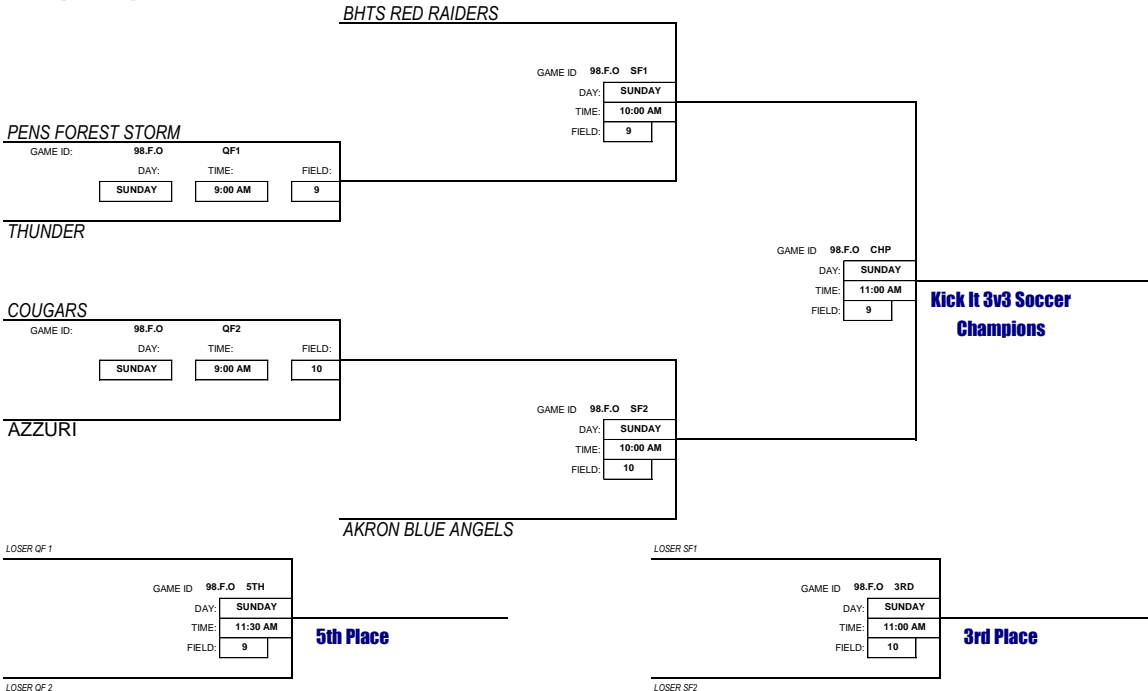 BHTS RED RAIDERS
GAME ID 98.F.O SF1
DAY: SUNDAY
TIME: 10:00 AM
FIELD: 9
PENS FOREST STORM
GAME ID: 98.F.O QF1
DAY: TIME: FIELD:
SUNDAY 9:00 AM 9
THUNDER
GAME ID 98.F.O CHP
DAY: SUNDAY
TIME: 11:00 AM
FIELD: 9
Kick It 3v3 Soccer
Champions
COUGARS
GAME ID: 98.F.O QF2
DAY: TIME: FIELD:
SUNDAY 9:00 AM 10
AZZURI
GAME ID 98.F.O SF2
DAY: SUNDAY
TIME: 10:00 AM
FIELD: 10
AKRON BLUE ANGELS
LOSER QF 1
GAME ID 98.F.O 5TH
DAY: SUNDAY
TIME: 11:30 AM
FIELD: 9
5th Place
LOSER QF 2
LOSER SF1
GAME ID 98.F.O 3RD
DAY: SUNDAY
TIME: 11:00 AM
FIELD: 10
3rd Place
LOSER SF2